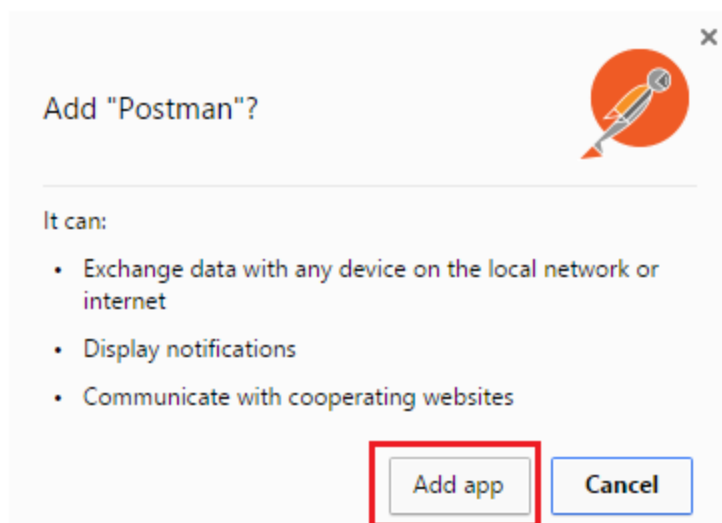 Add "Postman"?
It can:
• Exchange data with any device on the local network or
internet
• Display notifications
• Communicate with cooperating websites
Add app
Cancel